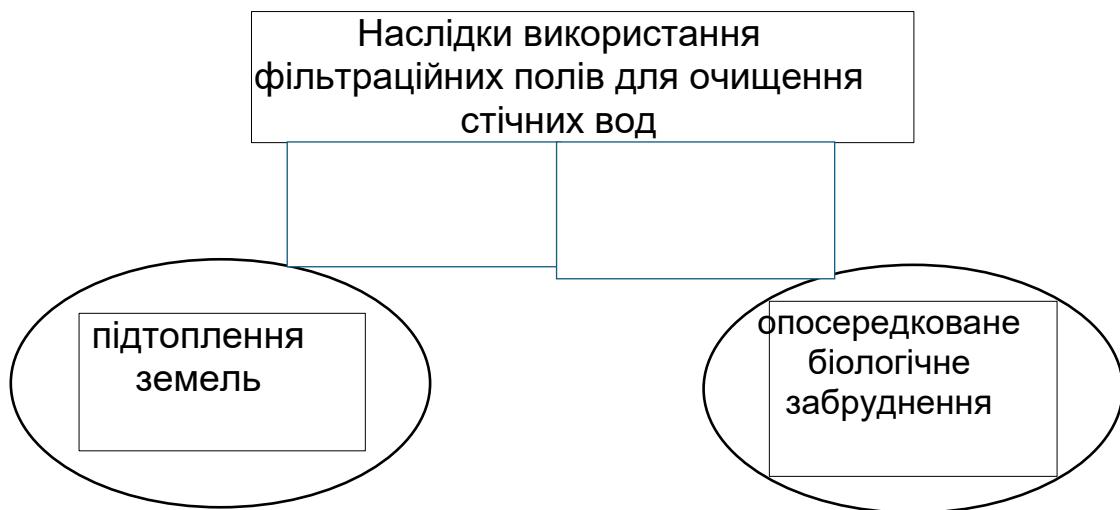 Наслідки використання
фільтраційних полів для очищення
стічних вод
підтоплення
земель
опосередковане
біологічне
забруднення